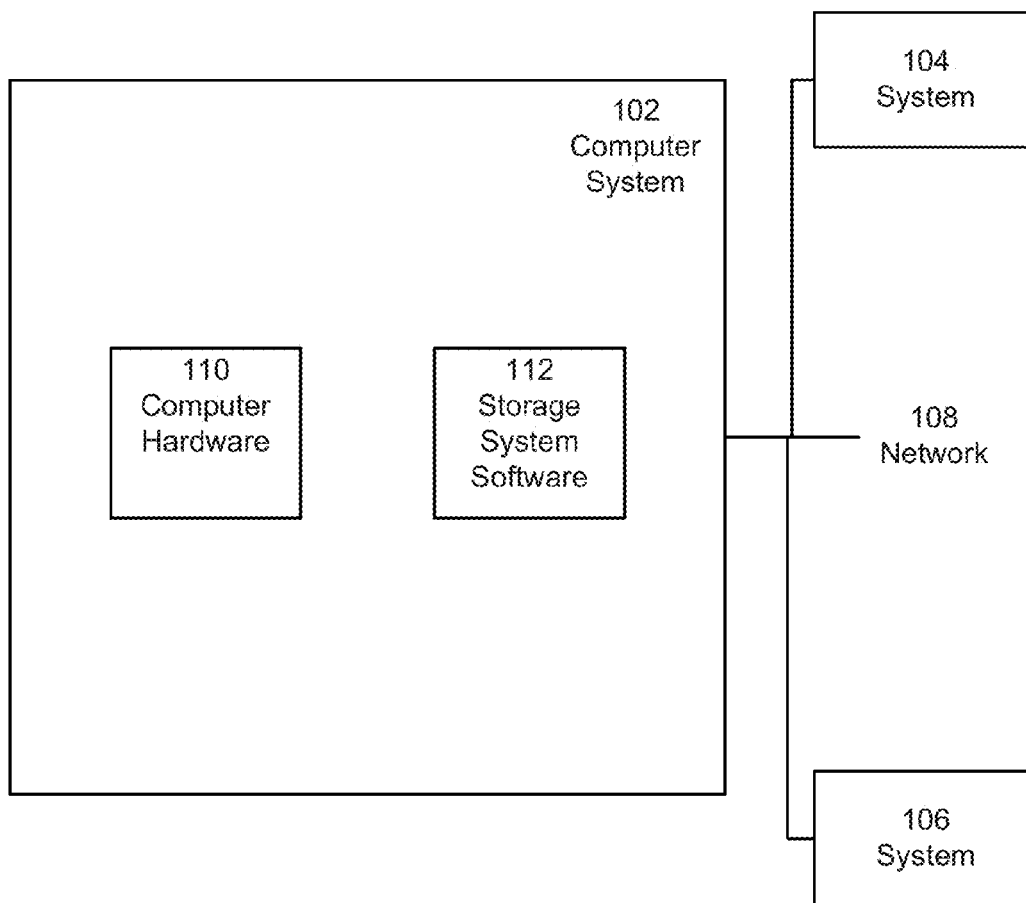 104
System
102
Computer
System
110
Computer
Hardware
112
Storage
System
Software
108
Network
106
System